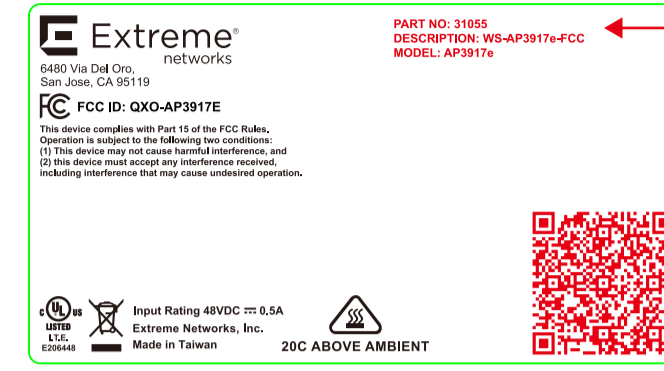 Extreme®
networks
6480 Via Del Oro,
San Jose, CA 95119
FC FCC ID: QXO-AP3917E
This device complies with Part 15 of the FCC Rules.
Operation is subject to the following two conditions:
(1) This device may not cause harmful interference, and
(2) this device must accept any interference received,
including interference that may cause undesired operation.
PART NO: 31055
DESCRIPTION: WS-AP3917e-FCC
MODEL: AP3917e
c UL us
LISTED
I.T.E.
E206448
Input Rating 48VDC ⎓ 0.5A
Extreme Networks, Inc.
Made in Taiwan
20C ABOVE AMBIENT